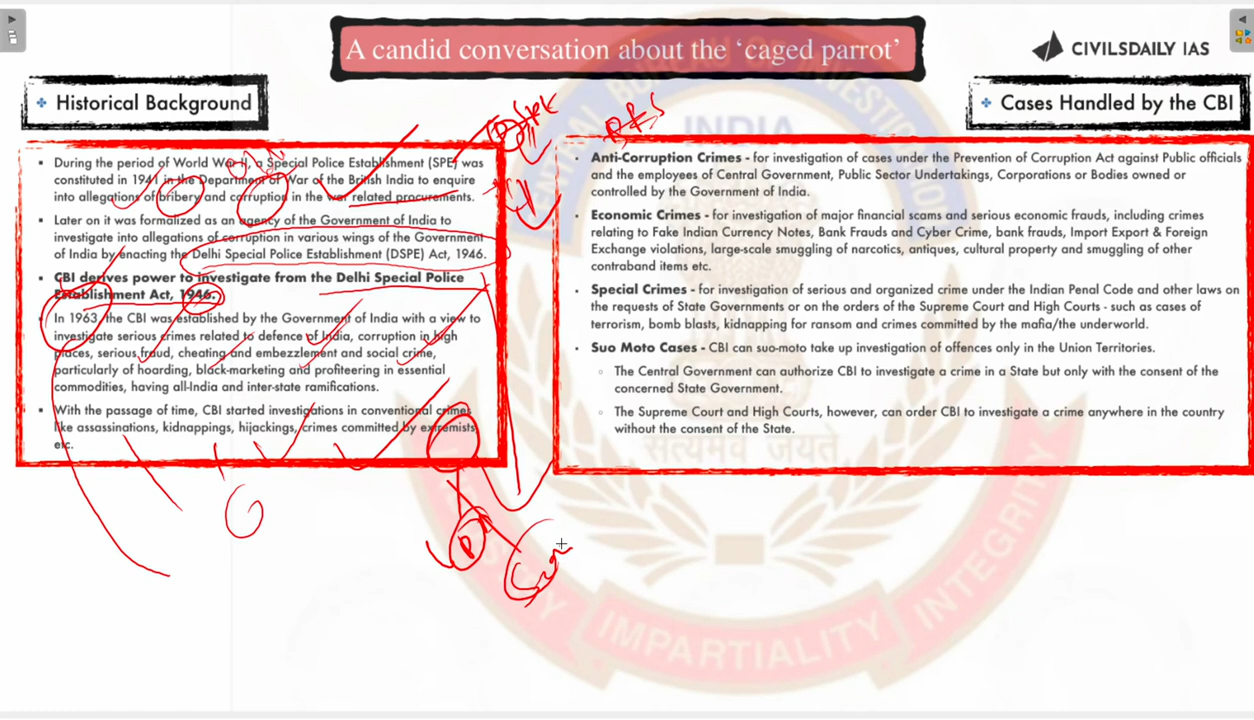 A candid conversation about the ‘caged parrot’
CIVILSDAILY IAS
Historical Background
During the period of World War II, a Special Police Establishment (SPE) was
constituted in 1941 in the Department of War of the British India to enquire
into allegations of bribery and corruption in the war related procurements.
Later on it was formalized as an agency of the Government of India to
investigate into allegations of corruption in various wings of the Government
of India by enacting the Delhi Special Police Establishment (DSPE) Act, 1946.
CBI derives power to investigate from the Delhi Special Police
Establishment Act, 1946.
In 1963, the CBI was established by the Government of India with a view to
investigate serious crimes related to defence of India, corruption in high
places, serious fraud, cheating and embezzlement and social crime,
particularly of hoarding, black-marketing and profiteering in essential
commodities, having all-India and inter-state ramifications.
With the passage of time, CBI started investigations in conventional crimes
like assassinations, kidnappings, hijackings, crimes committed by extremists
etc.
Cases Handled by the CBI
Anti-Corruption Crimes - for investigation of cases under the Prevention of Corruption Act against Public officials
and the employees of Central Government, Public Sector Undertakings, Corporations or Bodies owned or
controlled by the Government of India.
Economic Crimes - for investigation of major financial scams and serious economic frauds, including crimes
relating to Fake Indian Currency Notes, Bank Frauds and Cyber Crime, bank frauds, Import Export & Foreign
Exchange violations, large-scale smuggling of narcotics, antiques, cultural property and smuggling of other
contraband items etc.
Special Crimes - for investigation of serious and organized crime under the Indian Penal Code and other laws on
the requests of State Governments or on the orders of the Supreme Court and High Courts - such as cases of
terrorism, bomb blasts, kidnapping for ransom and crimes committed by the mafia/the underworld.
Suo Moto Cases - CBI can suo-moto take up investigation of offences only in the Union Territories.
The Central Government can authorize CBI to investigate a crime in a State but only with the consent of the
concerned State Government.
The Supreme Court and High Courts, however, can order CBI to investigate a crime anywhere in the country
without the consent of the State.
INDIA
सत्यमेव जयते
IMPARTIALITY
INTEGRITY